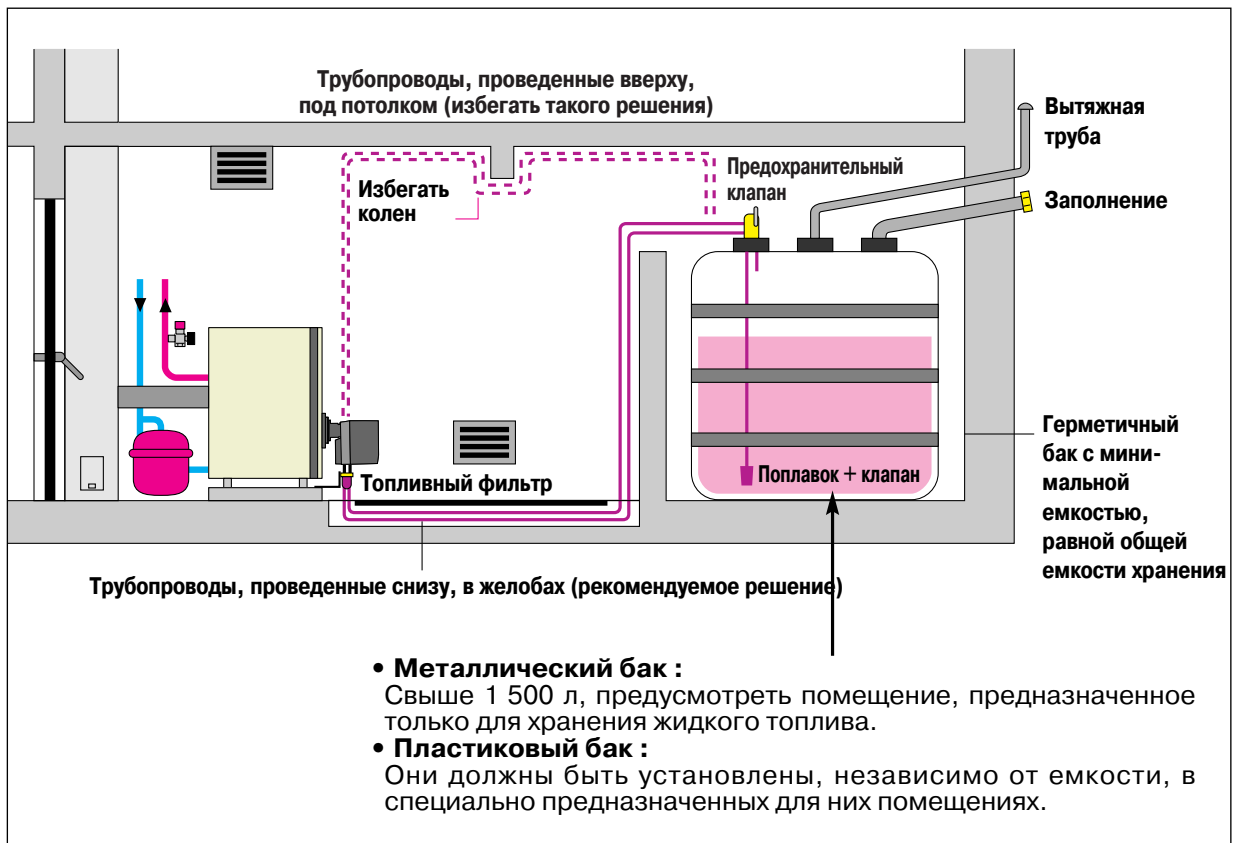 Трубопроводы, проведенные вверху,
под потолком (избегать такого решения)
Вытяжная
труба
Предохранительный
клапан
Избегать
колен
Заполнение
Герметичный
бак с мини-
мальной
емкостью,
равной общей
емкости хранения
Топливный фильтр
Поплавок + клапан
Трубопроводы, проведенные снизу, в желобах (рекомендуемое решение)
• Металлический бак :
Свыше 1 500 л, предусмотреть помещение, предназначенное
только для хранения жидкого топлива.
• Пластиковый бак :
Они должны быть установлены, независимо от емкости, в
специально предназначенных для них помещениях.